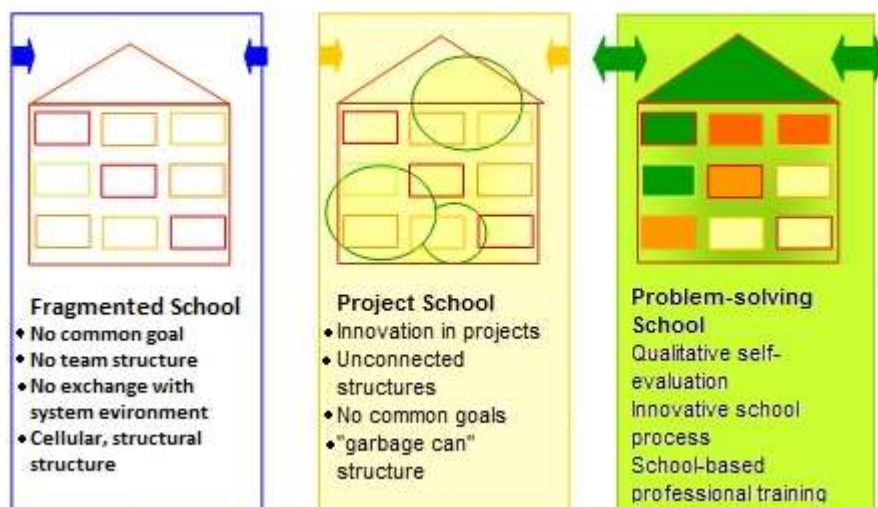 Fragmented School
• No common goal
• No team structure
• No exchange with
system evironment
• Cellular, structural
structure
Project School
• Innovation in projects
• Unconnected
structures
• No common goals
• "garbage can"
structure
Problem-solving
School
Qualitative self-
evaluation
Innovative school
process
School-based
professional training